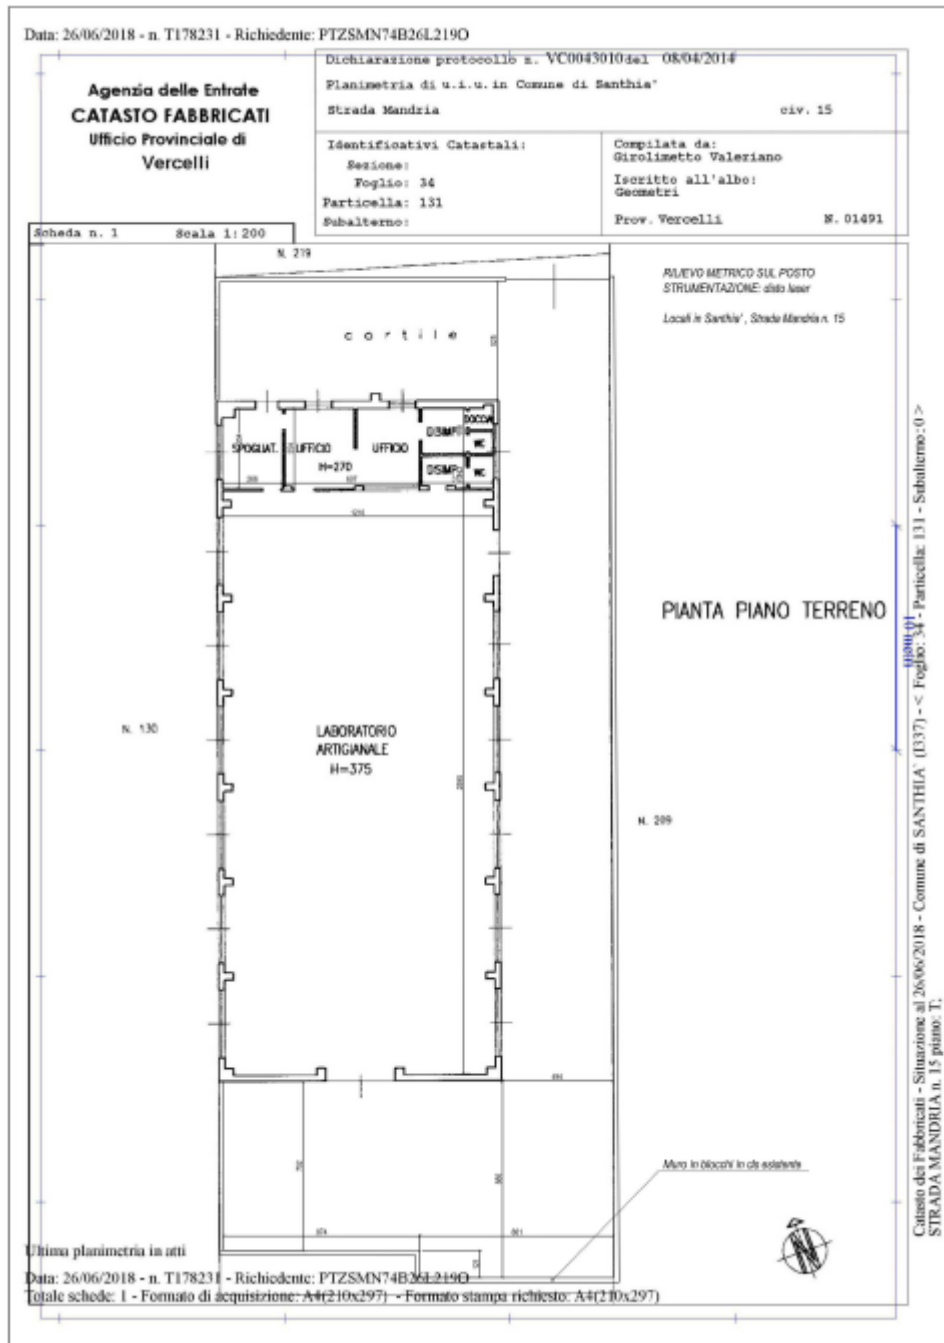 Data: 26/06/2018 - n. T178231 - Richiedente: PTZSMN74B26L219O
Agenzia delle Entrate
CATASTO FABBRICATI
Ufficio Provinciale di
Vercelli
Dichiarazione protocollo n. VC0043010 del 08/04/2014
Planimetria di u.i.u. in Comune di Santhia'
Strada Mandria civ. 15
Identificativi Catastali:
Sezione:
Foglio: 34
Particella: 131
Subalterno:
Compilata da:
Girolimetto Valeriano
Iscritto all'albo:
Geometri
Prov. Vercelli N. 01491
Scheda n. 1 Scala 1:200
N. 219
RILIEVO METRICO SUL POSTO
STRUMENTAZIONE: disto laser
Locali in Santhia', Strada Mandria n. 15
cortile
SPOGLIAT.
UFFICIO
H=270
UFFICIO
DISIMP.
DOCCIA
WC
DISIMP.
WC
PIANTA PIANO TERRENO
10 metri
N. 130
LABORATORIO
ARTIGIANALE
H=375
N. 209
Muro in blocchi in cls esistente
N
Ultima planimetria in atti
Data: 26/06/2018 - n. T178231 - Richiedente: PTZSMN74B26L219O
Totale schede: 1 - Formato di acquisizione: A4(210x297) - Formato stampa richiesto: A4(210x297)
Catasto dei Fabbricati - Situazione al 26/06/2018 - Comune di SANTHIA` (I337) - < Foglio: 34 - Particella: 131 - Subalterno: 0 >
STRADA MANDRIA n. 15 piano: T;